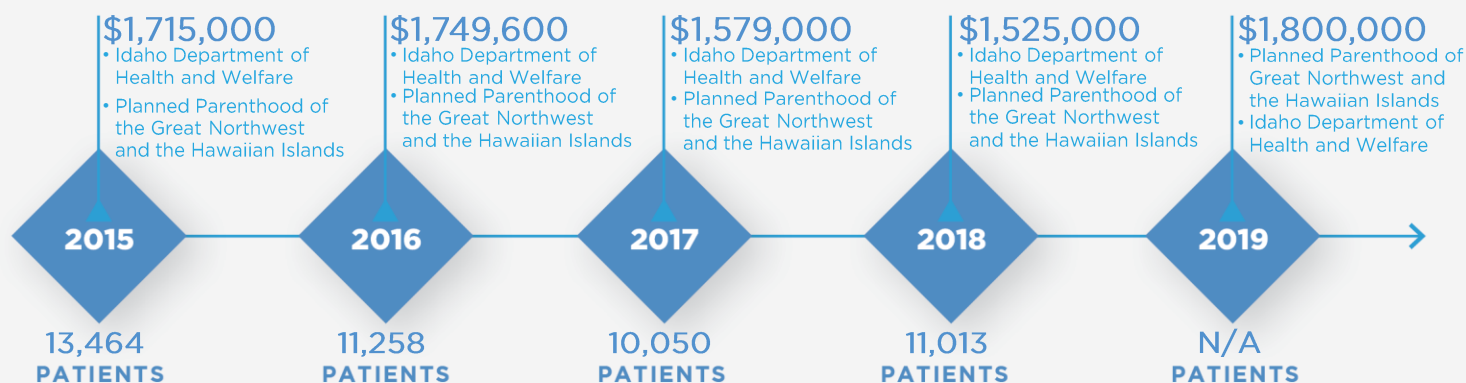 $1,715,000
• Idaho Department of
Health and Welfare
• Planned Parenthood of
the Great Northwest
and the Hawaiian Islands
2015
13,464
PATIENTS
$1,749,600
• Idaho Department of
Health and Welfare
• Planned Parenthood of
the Great Northwest
and the Hawaiian Islands
2016
11,258
PATIENTS
$1,579,000
• Idaho Department of
Health and Welfare
• Planned Parenthood of
the Great Northwest
and the Hawaiian Islands
2017
10,050
PATIENTS
$1,525,000
• Idaho Department of
Health and Welfare
• Planned Parenthood of
the Great Northwest
and the Hawaiian Islands
2018
11,013
PATIENTS
$1,800,000
• Planned Parenthood of
Great Northwest and
the Hawaiian Islands
• Idaho Department of
Health and Welfare
2019
N/A
PATIENTS